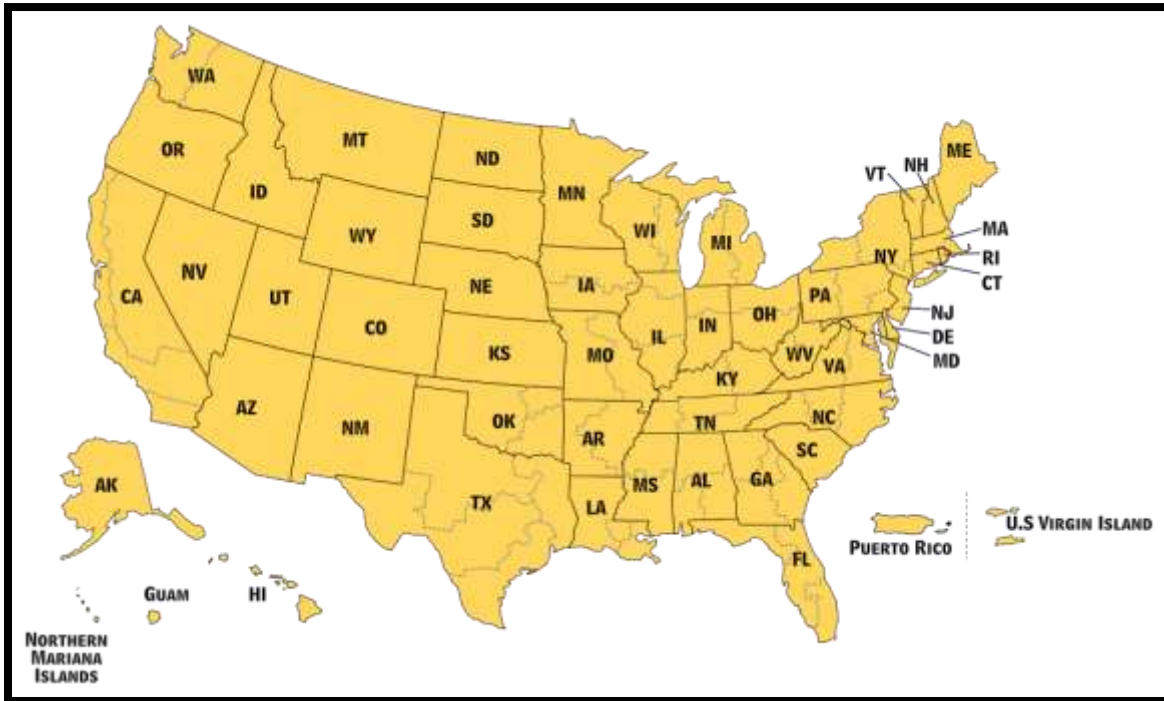 WA
MT
ND
OR
ID
MN
ME
VT
NH
WY
SD
WI
MI
NY
MA
RI
CT
NV
UT
NE
IA
PA
NJ
CA
CO
KS
MO
IL
IN
OH
WV
VA
DE
MD
KY
AZ
NM
OK
AR
TN
NC
SC
AK
TX
LA
MS
AL
GA
FL
PUERTO RICO
U.S VIRGIN ISLAND
GUAM
HI
NORTHERN
MARIANA
ISLANDS